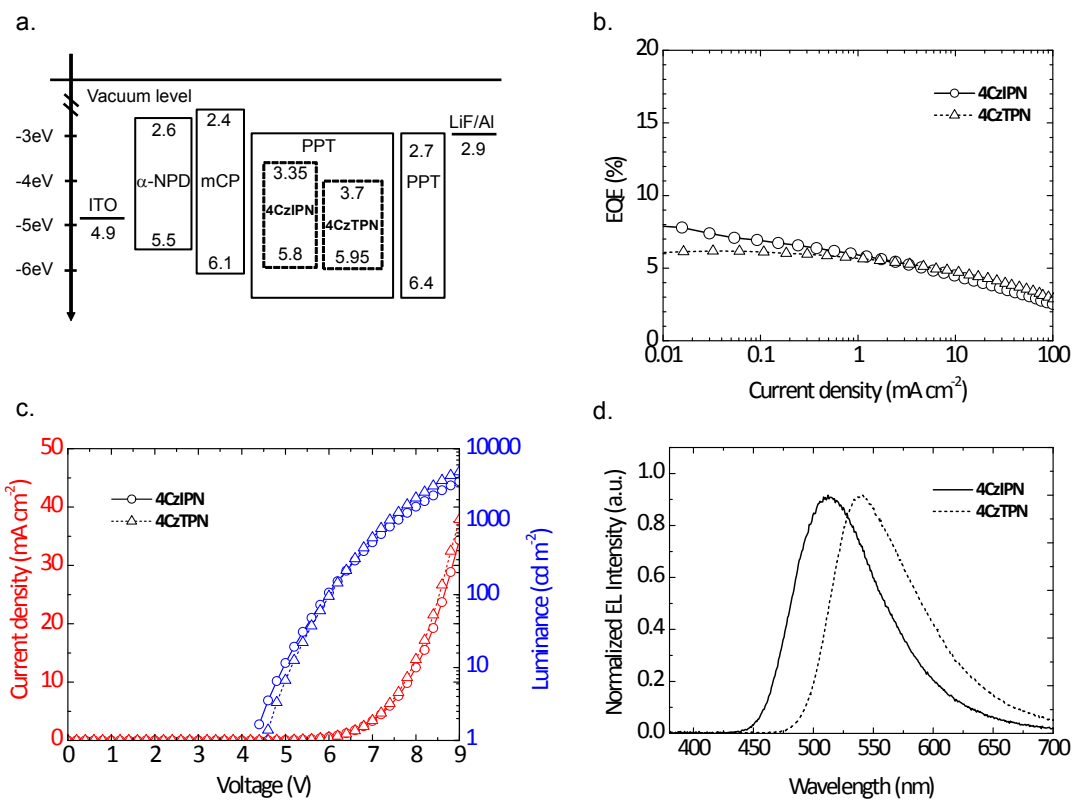 a.
Vacuum level
-3eV
-4eV
-5eV
-6eV
ITO
4.9
2.6
α-NPD
5.5
2.4
mCP
6.1
PPT
3.35
4CzIPN
5.8
3.7
4CzTPN
5.95
2.7
PPT
6.4
LiF/Al
2.9
b.
20
15
10
5
0
EQE (%)
4CzIPN
4CzTPN
0.01 0.1 1 10 100
Current density (mA cm⁻²)
c.
50
40
30
20
10
0
Current density (mA cm⁻²)
4CzIPN
4CzTPN
10000
1000
100
10
1
Luminance (cd m⁻²)
0 1 2 3 4 5 6 7 8 9
Voltage (V)
d.
1.0
0.8
0.6
0.4
0.2
0.0
Normalized EL Intensity (a.u.)
4CzIPN
4CzTPN
400 450 500 550 600 650 700
Wavelength (nm)